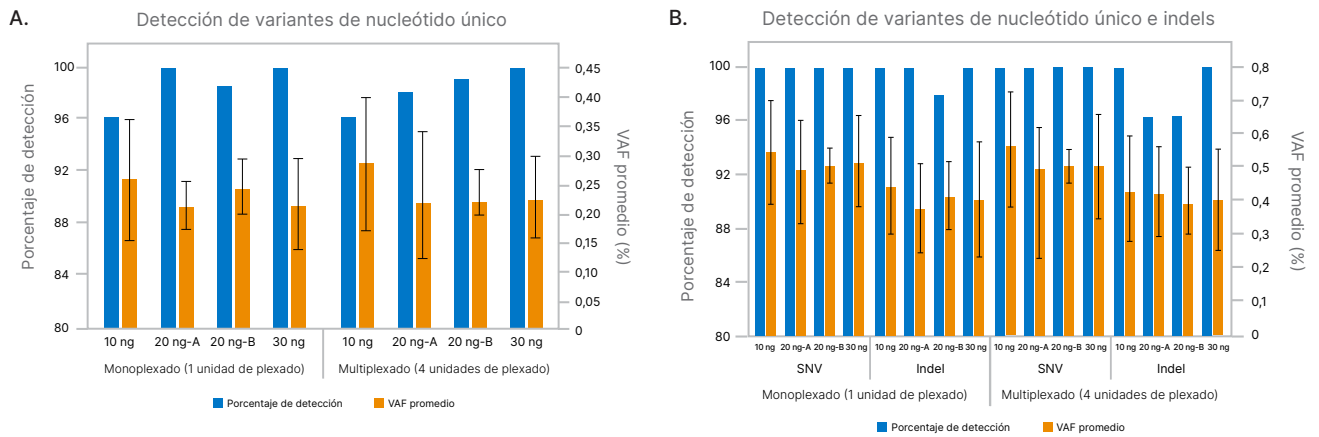 A.
Detección de variantes de nucleótido único
Porcentaje de detección
100
96
92
88
84
80
0,45
0,40
0,35
0,30
0,25
0,20
0,15
0,10
0,05
0
VAF promedio (%)
10 ng 20 ng-A 20 ng-B 30 ng 10 ng 20 ng-A 20 ng-B 30 ng
Monoplexado (1 unidad de plexado) Multiplexado (4 unidades de plexado)
Porcentaje de detección VAF promedio
B.
Detección de variantes de nucleótido único e indels
Porcentaje de detección
100
96
92
88
84
80
0,8
0,7
0,6
0,5
0,4
0,3
0,2
0,1
0
VAF promedio (%)
10 ng 20 ng-A 20 ng-B 30 ng 10 ng 20 ng-A 20 ng-B 30 ng 10 ng 20 ng-A 20 ng-B 30 ng 10 ng 20 ng-A 20 ng-B 30 ng
SNV Indel SNV Indel
Monoplexado (1 unidad de plexado) Multiplexado (4 unidades de plexado)
Porcentaje de detección VAF promedio